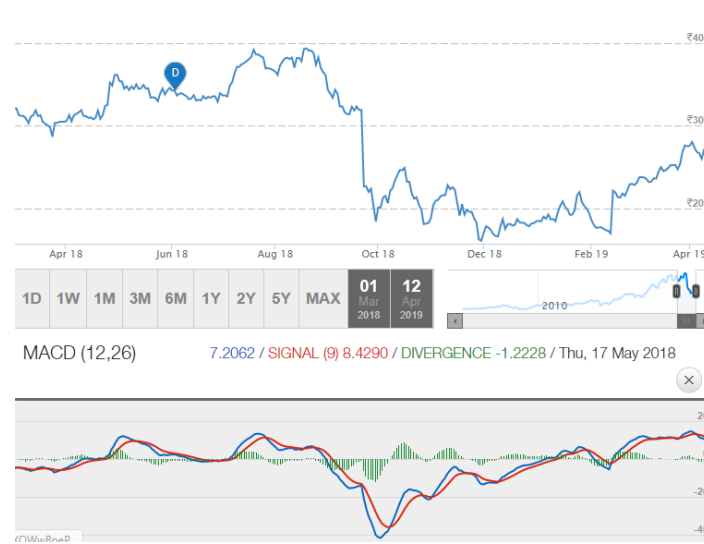 ₹40
D
₹30
₹20
Apr 18 Jun 18 Aug 18 Oct 18 Dec 18 Feb 19 Apr 19
1D 1W 1M 3M 6M 1Y 2Y 5Y MAX 01 Mar 2018 12 Apr 2019
2010
MACD (12,26) 7.2062 / SIGNAL (9) 8.4290 / DIVERGENCE -1.2228 / Thu, 17 May 2018
20
-20
-40